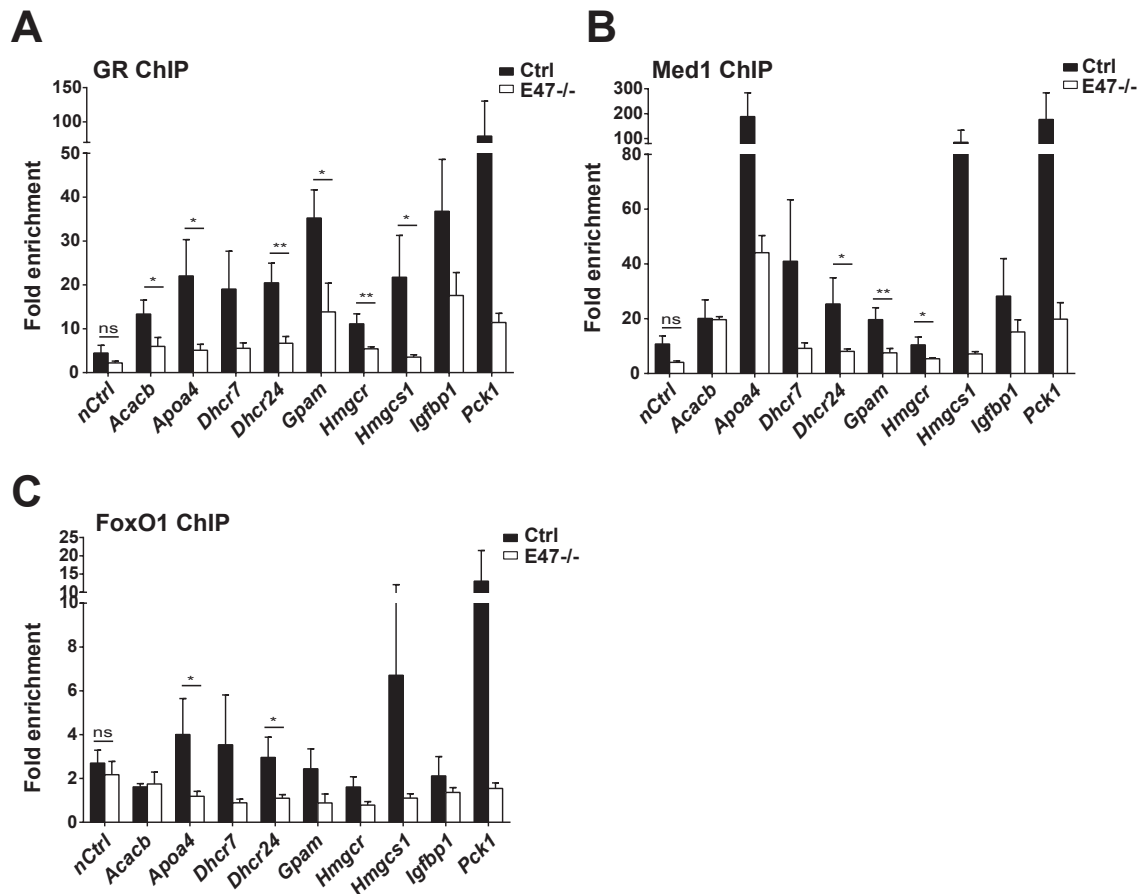 A
GR ChIP
Ctrl
E47-/-
Fold enrichment
150
100
50
40
30
20
10
0
ns
*
*
**
*
**
*
nCtrl
Acacb
Apoa4
Dhcr7
Dhcr24
Gpam
Hmgcr
Hmgcs1
Igfbp1
Pck1
B
Med1 ChIP
Ctrl
E47-/-
Fold enrichment
300
200
100
80
60
40
20
0
ns
*
**
*
nCtrl
Acacb
Apoa4
Dhcr7
Dhcr24
Gpam
Hmgcr
Hmgcs1
Igfbp1
Pck1
C
FoxO1 ChIP
Ctrl
E47-/-
Fold enrichment
25
20
15
10
10
8
6
4
2
0
ns
*
*
nCtrl
Acacb
Apoa4
Dhcr7
Dhcr24
Gpam
Hmgcr
Hmgcs1
Igfbp1
Pck1